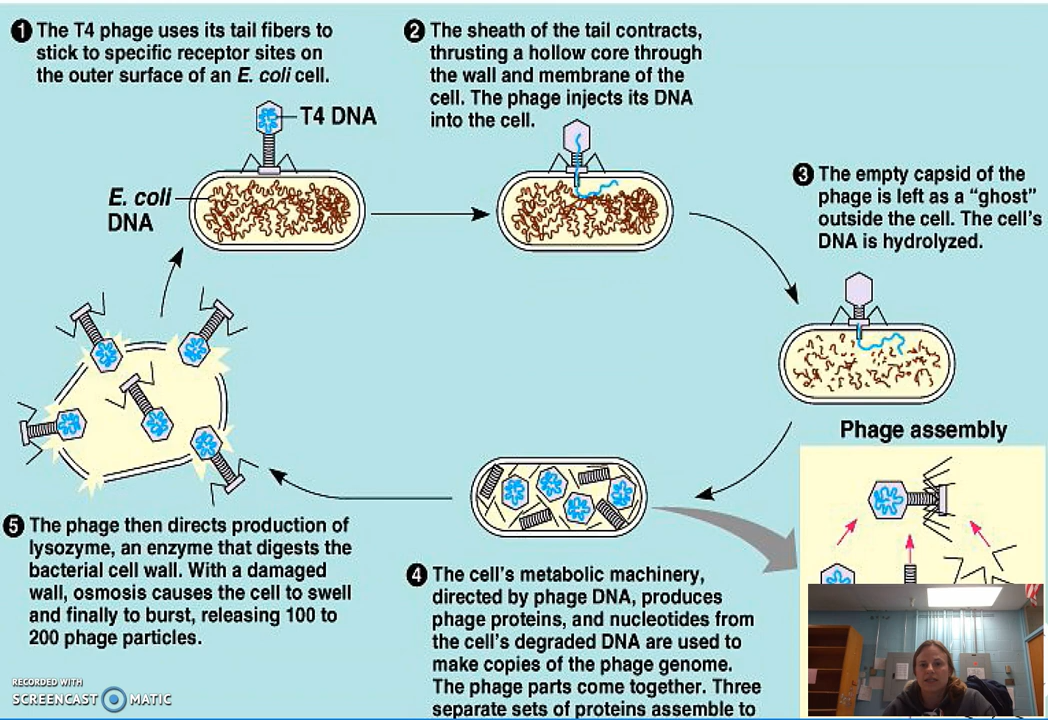 1 The T4 phage uses its tail fibers to
stick to specific receptor sites on
the outer surface of an E. coli cell.
T4 DNA
E. coli
DNA
2 The sheath of the tail contracts,
thrusting a hollow core through
the wall and membrane of the
cell. The phage injects its DNA
into the cell.
3 The empty capsid of the
phage is left as a “ghost”
outside the cell. The cell’s
DNA is hydrolyzed.
Phage assembly
4 The cell’s metabolic machinery,
directed by phage DNA, produces
phage proteins, and nucleotides from
the cell’s degraded DNA are used to
make copies of the phage genome.
The phage parts come together. Three
separate sets of proteins assemble to
5 The phage then directs production of
lysozyme, an enzyme that digests the
bacterial cell wall. With a damaged
wall, osmosis causes the cell to swell
and finally to burst, releasing 100 to
200 phage particles.
RECORDED WITH
SCREENCAST MATIC